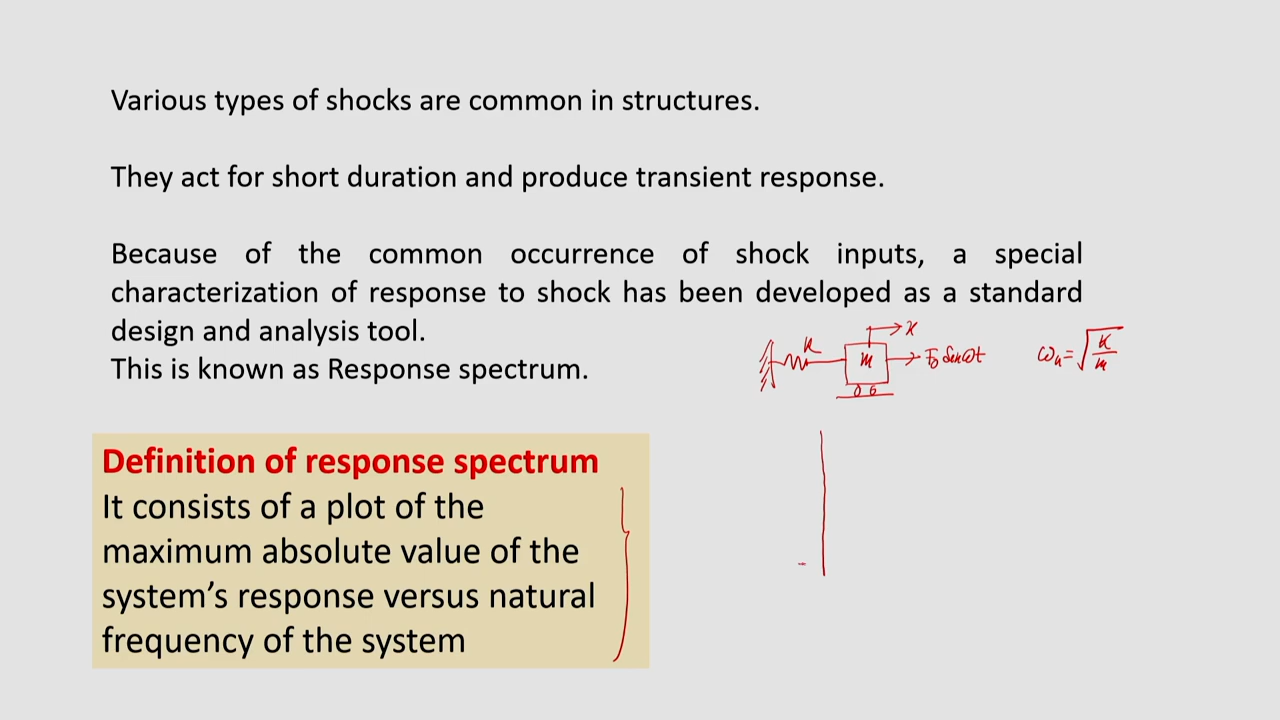 Various types of shocks are common in structures.
They act for short duration and produce transient response.
Because of the common occurrence of shock inputs, a special
characterization of response to shock has been developed as a standard
design and analysis tool.
This is known as Response spectrum.
x
k
m
F₀ sin ωt
ωₙ = √(k/m)
Definition of response spectrum
It consists of a plot of the
maximum absolute value of the
system’s response versus natural
frequency of the system